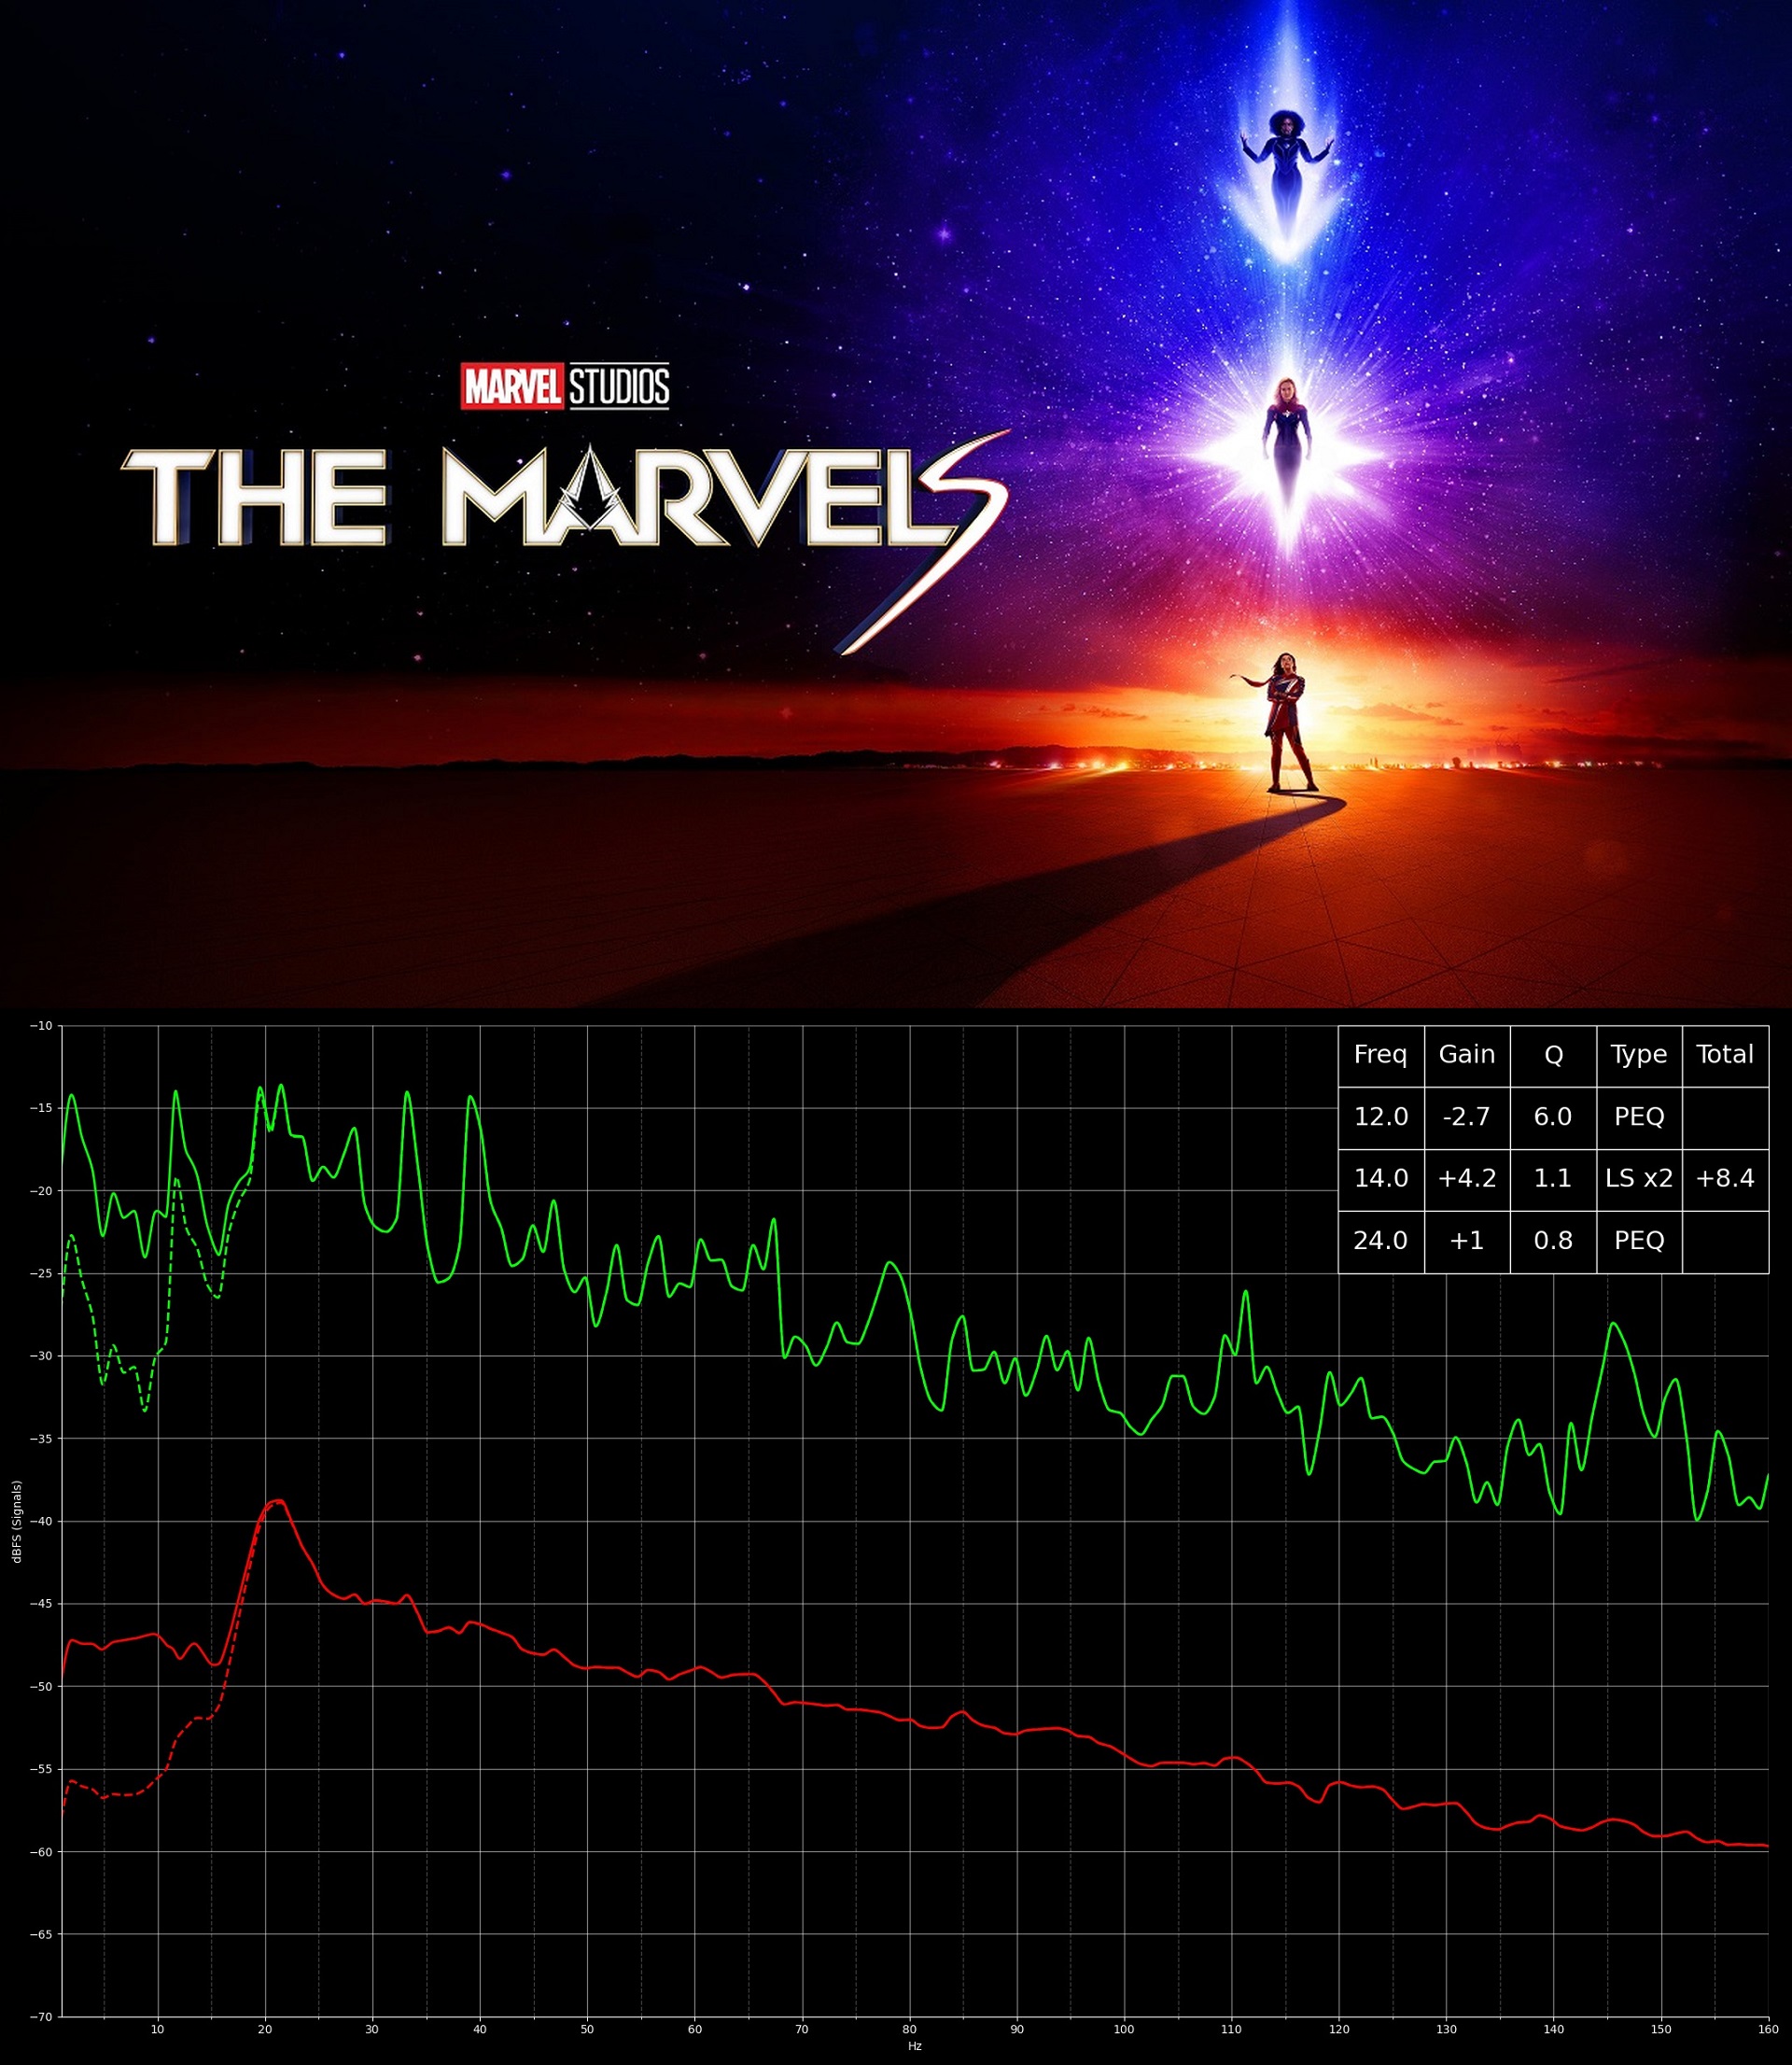 MARVEL STUDIOS
THE MARVELS
Freq Gain Q Type Total
12.0 -2.7 6.0 PEQ
14.0 +4.2 1.1 LS x2 +8.4
24.0 +1 0.8 PEQ
−10
−15
−20
−25
−30
−35
−40
−45
−50
−55
−60
−65
−70
dBFS (Signals)
10 20 30 40 50 60 70 80 90 100 110 120 130 140 150 160
Hz